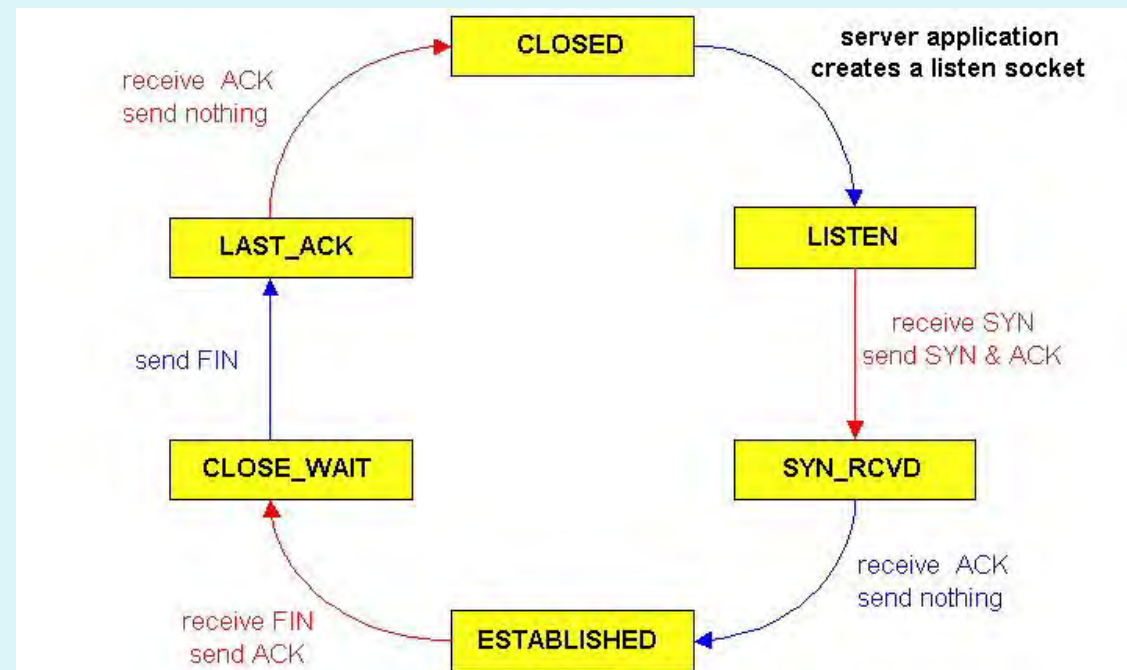 CLOSED
server application
creates a listen socket
receive ACK
send nothing
LAST_ACK
LISTEN
receive SYN
send SYN & ACK
send FIN
CLOSE_WAIT
SYN_RCVD
receive ACK
send nothing
receive FIN
send ACK
ESTABLISHED